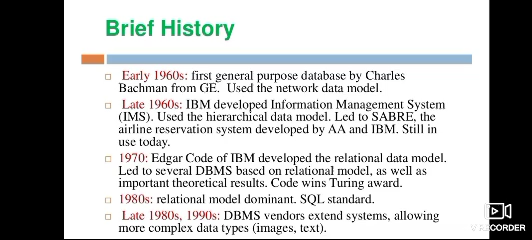 Brief History
Early 1960s: first general purpose database by Charles
Bachman from GE. Used the network data model.
Late 1960s: IBM developed Information Management System
(IMS). Used the hierarchical data model. Led to SABRE, the
airline reservation system developed by AA and IBM. Still in
use today.
1970: Edgar Code of IBM developed the relational data model.
Led to several DBMS based on relational model, as well as
important theoretical results. Code wins Turing award.
1980s: relational model dominant. SQL standard.
Late 1980s, 1990s: DBMS vendors extend systems, allowing
more complex data types (images, text).